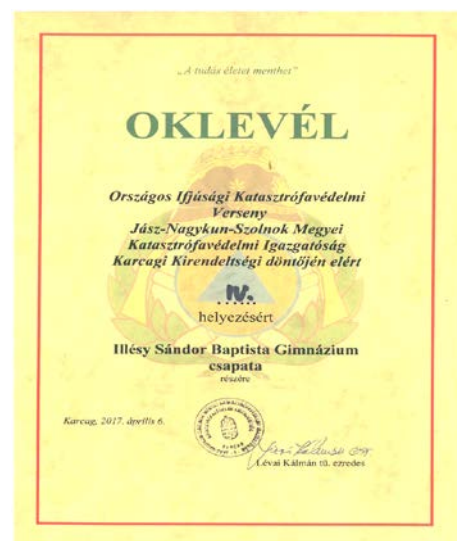 „A tudás életet menthet”
OKLEVÉL
Országos Ifjúsági Katasztrófavédelmi
Verseny
Jász-Nagykun-Szolnok Megyei
Katasztrófavédelmi Igazgatóság
Karcagi Kirendeltségi döntőjén elért
IV.
helyezésért
Illésy Sándor Baptista Gimnázium
csapata
részére
Karcag, 2017. április 6.
Lévai Kálmán tű. ezredes